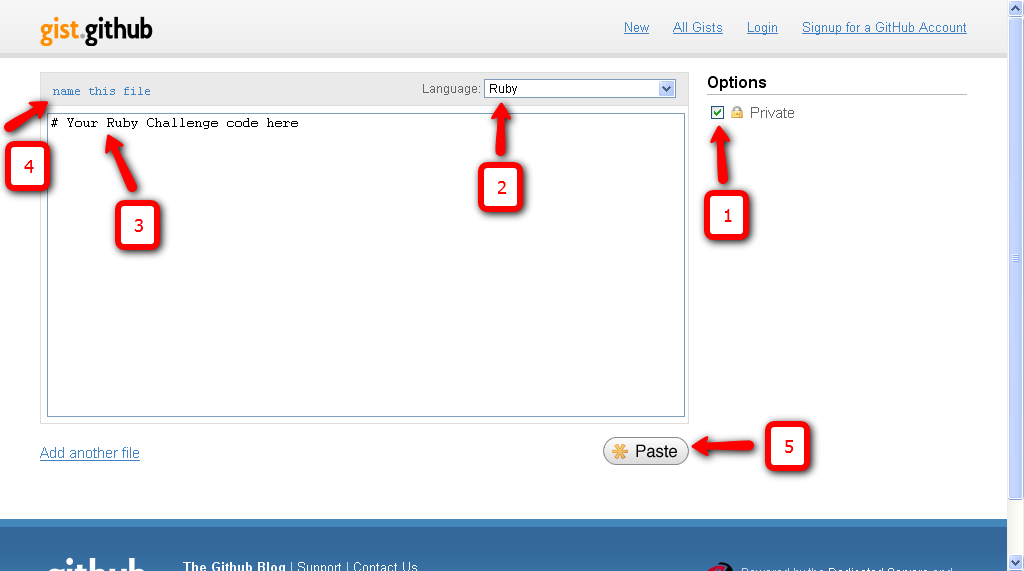 gist.github
New All Gists Login Signup for a GitHub Account
name this file Language: Ruby
Options
Private
# Your Ruby Challenge code here
4
3
2
1
Add another file
Paste
5
github
The Github Blog | Support | Contact Us
Powered by the Dedicated Servers and